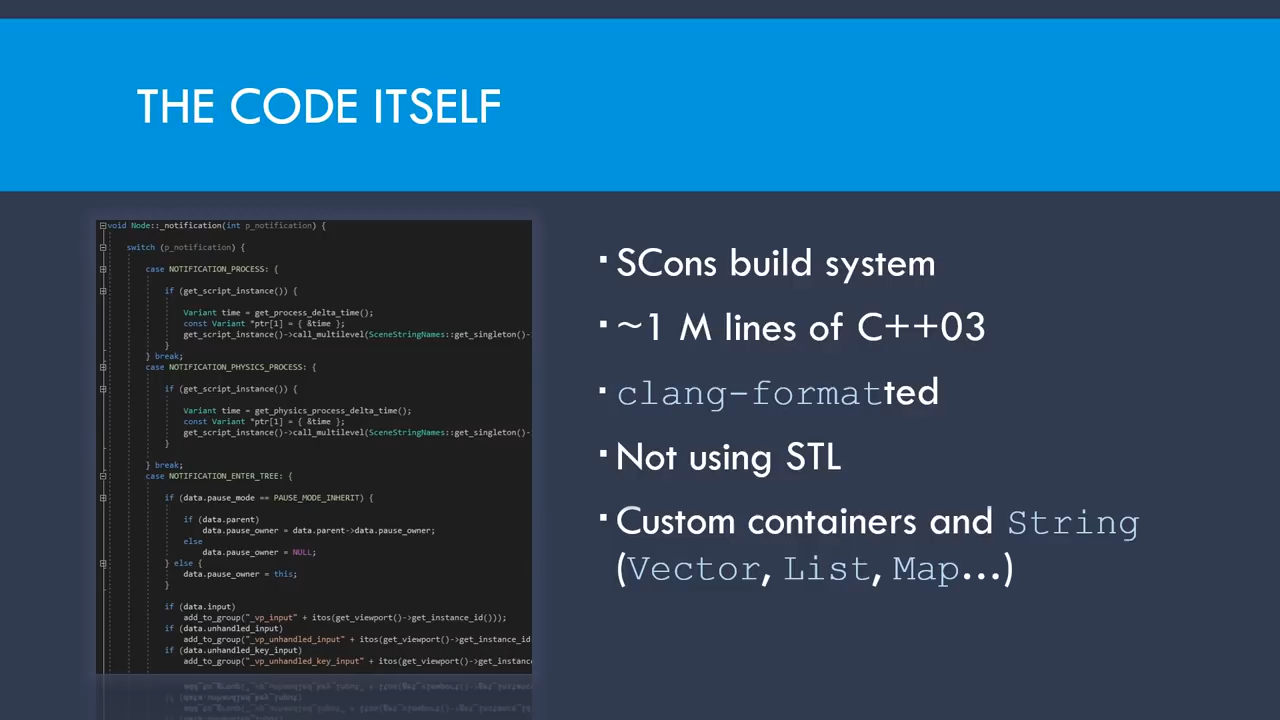 THE CODE ITSELF
void Node::_notification(int p_notification) {
switch (p_notification) {
case NOTIFICATION_PROCESS: {
if (get_script_instance()) {
Variant time = get_process_delta_time();
const Variant *ptr[1] = { &time };
get_script_instance()->call_multilevel(SceneStringNames::get_singleton()-
}
} break;
case NOTIFICATION_PHYSICS_PROCESS: {
if (get_script_instance()) {
Variant time = get_physics_process_delta_time();
const Variant *ptr[1] = { &time };
get_script_instance()->call_multilevel(SceneStringNames::get_singleton()-
}
} break;
case NOTIFICATION_ENTER_TREE: {
if (data.pause_mode == PAUSE_MODE_INHERIT) {
if (data.parent)
data.pause_owner = data.parent->data.pause_owner;
else
data.pause_owner = NULL;
} else {
data.pause_owner = this;
}
if (data.input)
add_to_group("_vp_input" + itos(get_viewport()->get_instance_id()));
if (data.unhandled_input)
add_to_group("_vp_unhandled_input" + itos(get_viewport()->get_instance_id
if (data.unhandled_key_input)
add_to_group("_vp_unhandled_key_input" + itos(get_viewport()->get_instance
SCons build system
~1 M lines of C++03
clang-formatted
Not using STL
Custom containers and String
(Vector, List, Map...)